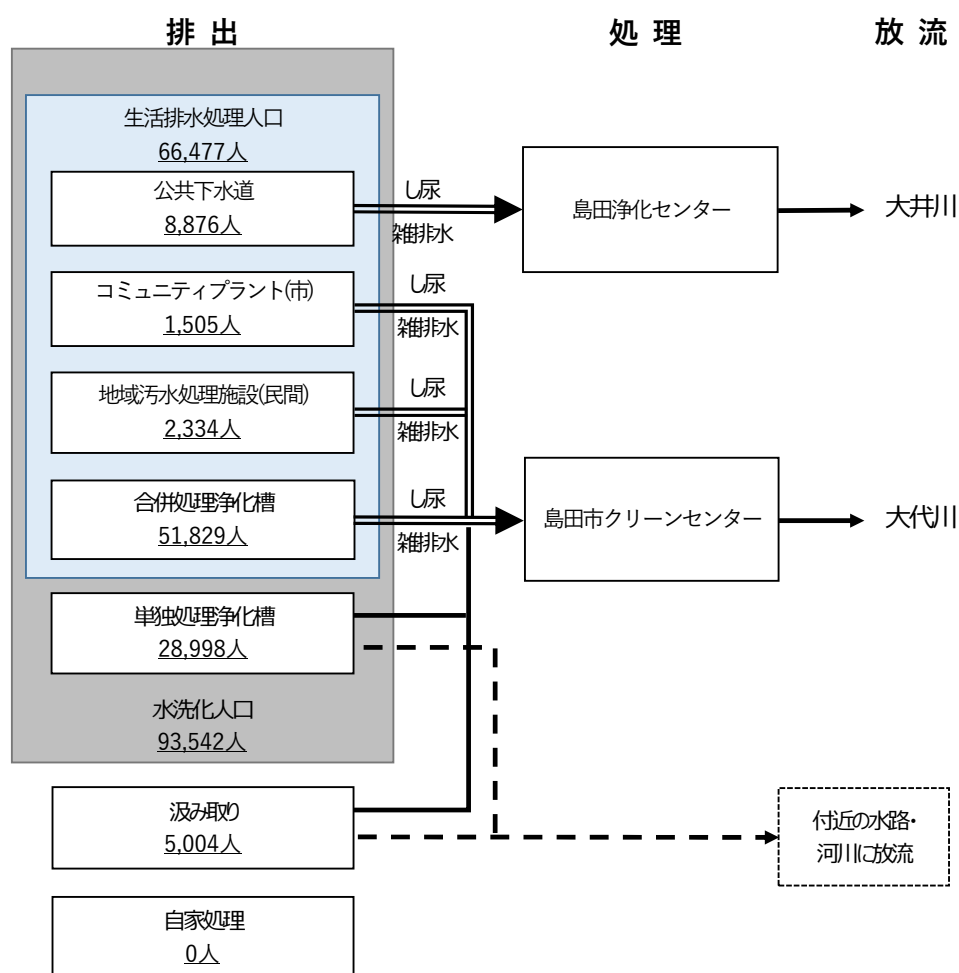 排 出
処 理
放 流
生活排水処理人口
66,477人
公共下水道
8,876人
し尿
雑排水
島田浄化センター
大井川
コミュニティプラント(市)
1,505人
し尿
雑排水
地域汚水処理施設(民間)
2,334人
し尿
雑排水
合併処理浄化槽
51,829人
し尿
雑排水
島田市クリーンセンター
大代川
単独処理浄化槽
28,998人
水洗化人口
93,542人
汲み取り
5,004人
付近の水路・
河川に放流
自家処理
0人